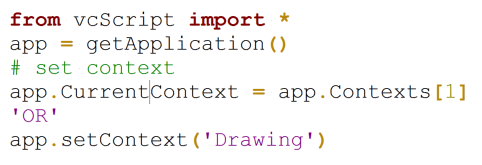 from vcScript import *
app = getApplication()
# set context
app.CurrentContext = app.Contexts[1]
'OR'
app.setContext('Drawing')